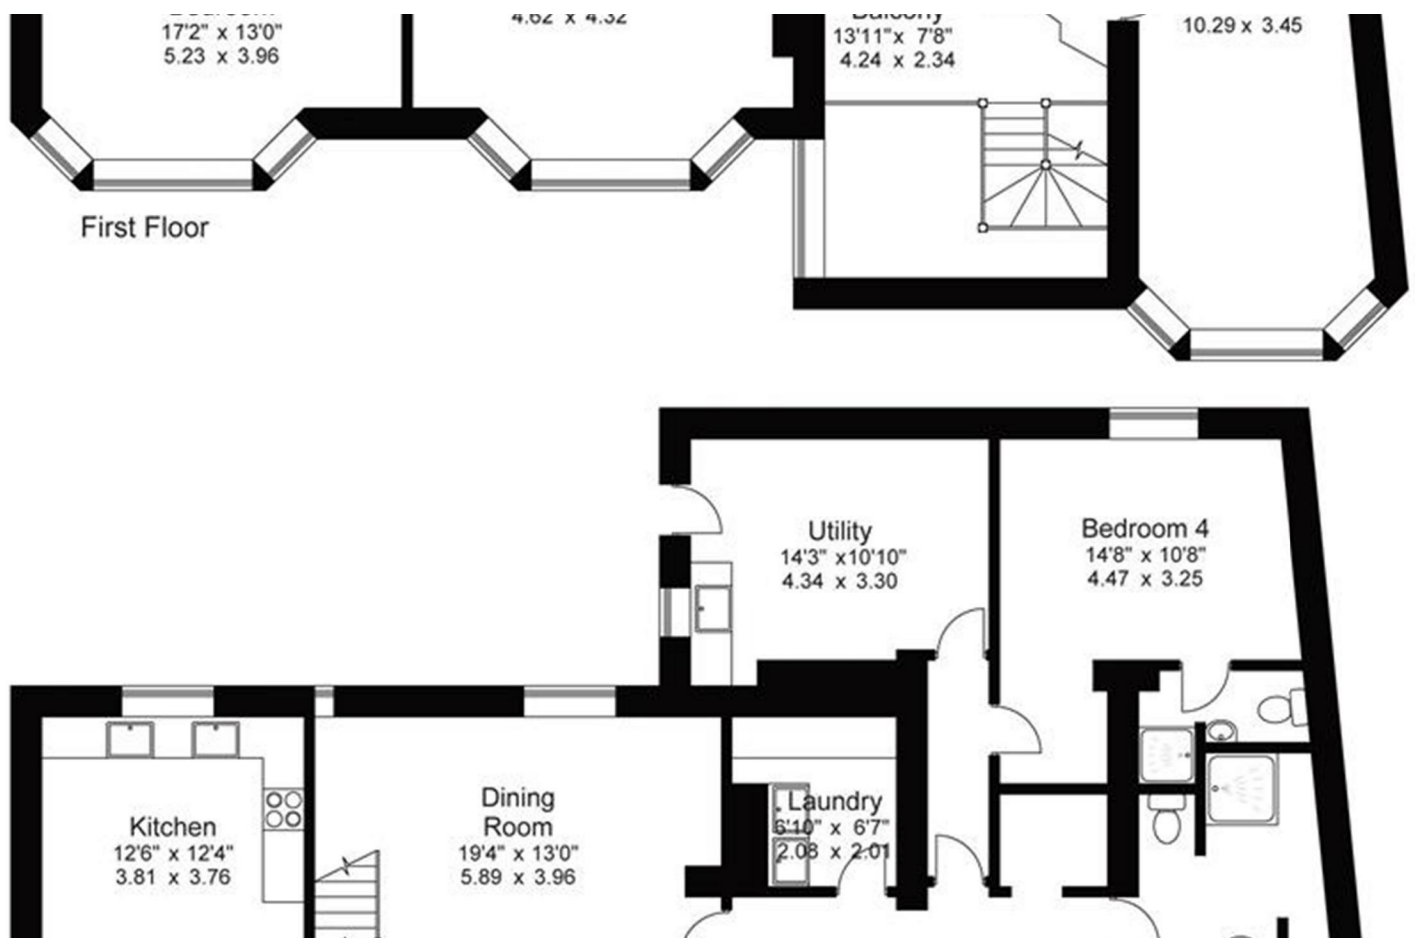 Bedroom
17'2" x 13'0"
5.23 x 3.96
4.62 x 4.32
Balcony
13'11"x 7'8"
4.24 x 2.34
10.29 x 3.45
First Floor
Utility
14'3" x10'10"
4.34 x 3.30
Bedroom 4
14'8" x 10'8"
4.47 x 3.25
Kitchen
12'6" x 12'4"
3.81 x 3.76
Dining
Room
19'4" x 13'0"
5.89 x 3.96
Laundry
6'10" x 6'7"
2.08 x 2.01